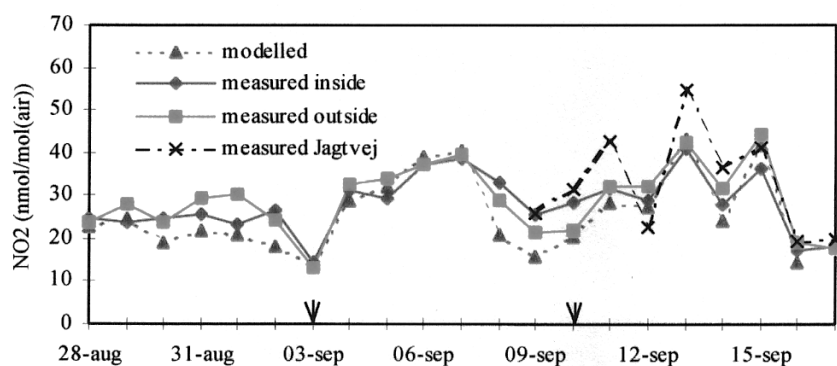 NO2 (nmol/mol(air)
70
60
50
40
30
20
10
0
modelled
measured inside
measured outside
measured Jagtvej
28-aug 31-aug 03-sep 06-sep 09-sep 12-sep 15-sep